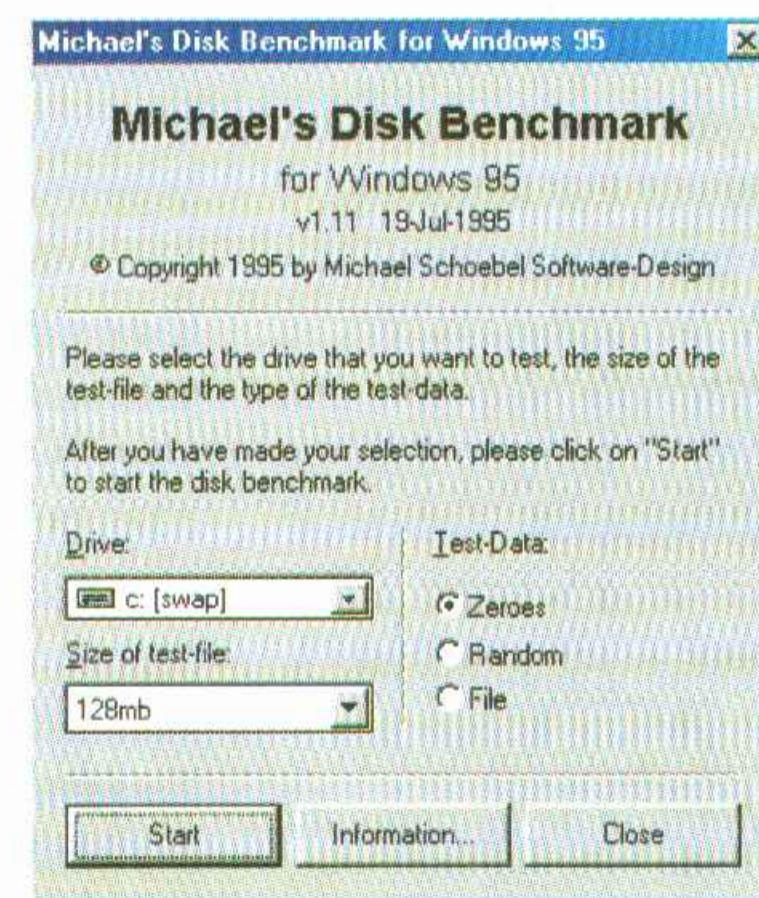 Michael's Disk Benchmark for Windows 95
Michael's Disk Benchmark
for Windows 95
v1.11 19-Jul-1995
© Copyright 1995 by Michael Schoebel Software-Design
Please select the drive that you want to test, the size of the
test-file and the type of the test-data.
After you have made your selection, please click on "Start"
to start the disk benchmark.
Drive:
c: [swap]
Size of test-file:
128mb
Test-Data:
Zeroes
Random
File
Start
Information...
Close